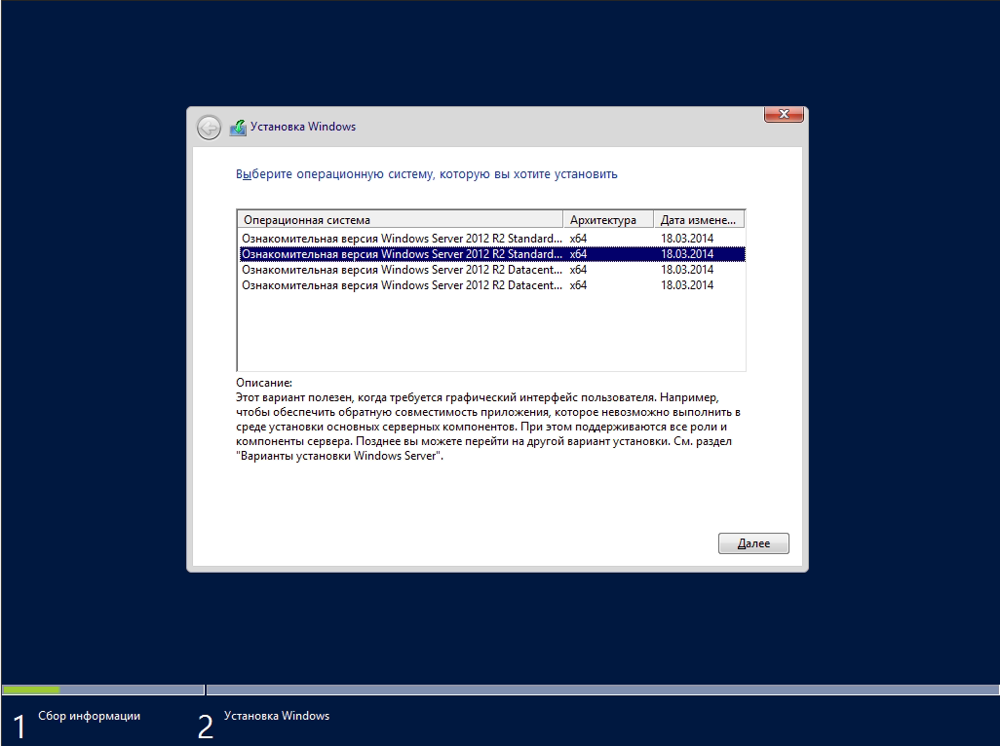 Установка Windows
Выберите операционную систему, которую вы хотите установить
Операционная система Архитектура Дата измене...
Ознакомительная версия Windows Server 2012 R2 Standard... x64 18.03.2014
Ознакомительная версия Windows Server 2012 R2 Standard... x64 18.03.2014
Ознакомительная версия Windows Server 2012 R2 Datacent... x64 18.03.2014
Ознакомительная версия Windows Server 2012 R2 Datacent... x64 18.03.2014
Описание:
Этот вариант полезен, когда требуется графический интерфейс пользователя. Например,
чтобы обеспечить обратную совместимость приложения, которое невозможно выполнить в
среде установки основных серверных компонентов. При этом поддерживаются все роли и
компоненты сервера. Позднее вы можете перейти на другой вариант установки. См. раздел
"Варианты установки Windows Server".
Далее
1 Сбор информации 2 Установка Windows